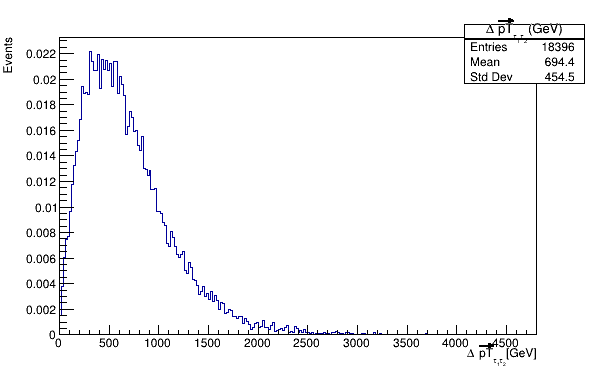 Δ pT τ₁τ₂ (GeV)
Entries 18396
Mean 694.4
Std Dev 454.5
Events
0.022
0.02
0.018
0.016
0.014
0.012
0.01
0.008
0.006
0.004
0.002
0
0 500 1000 1500 2000 2500 3000 3500 4000 4500
Δ pT τ₁τ₂ [GeV]